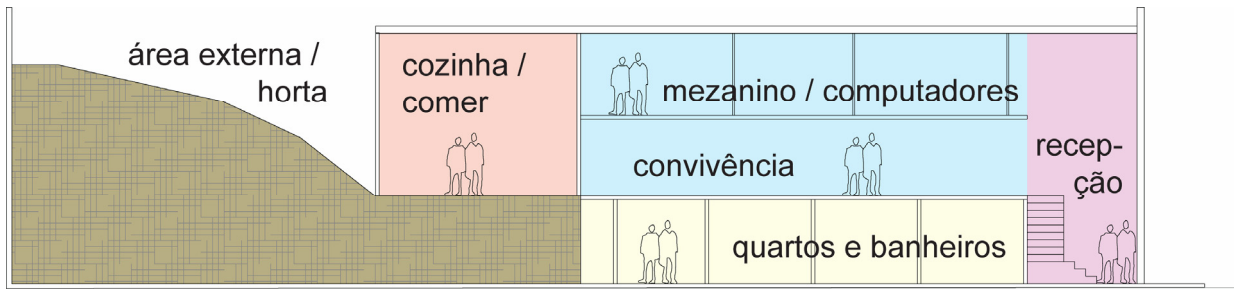 área externa /
horta
cozinha /
comer
mezanino / computadores
convivência
recep-
ção
quartos e banheiros